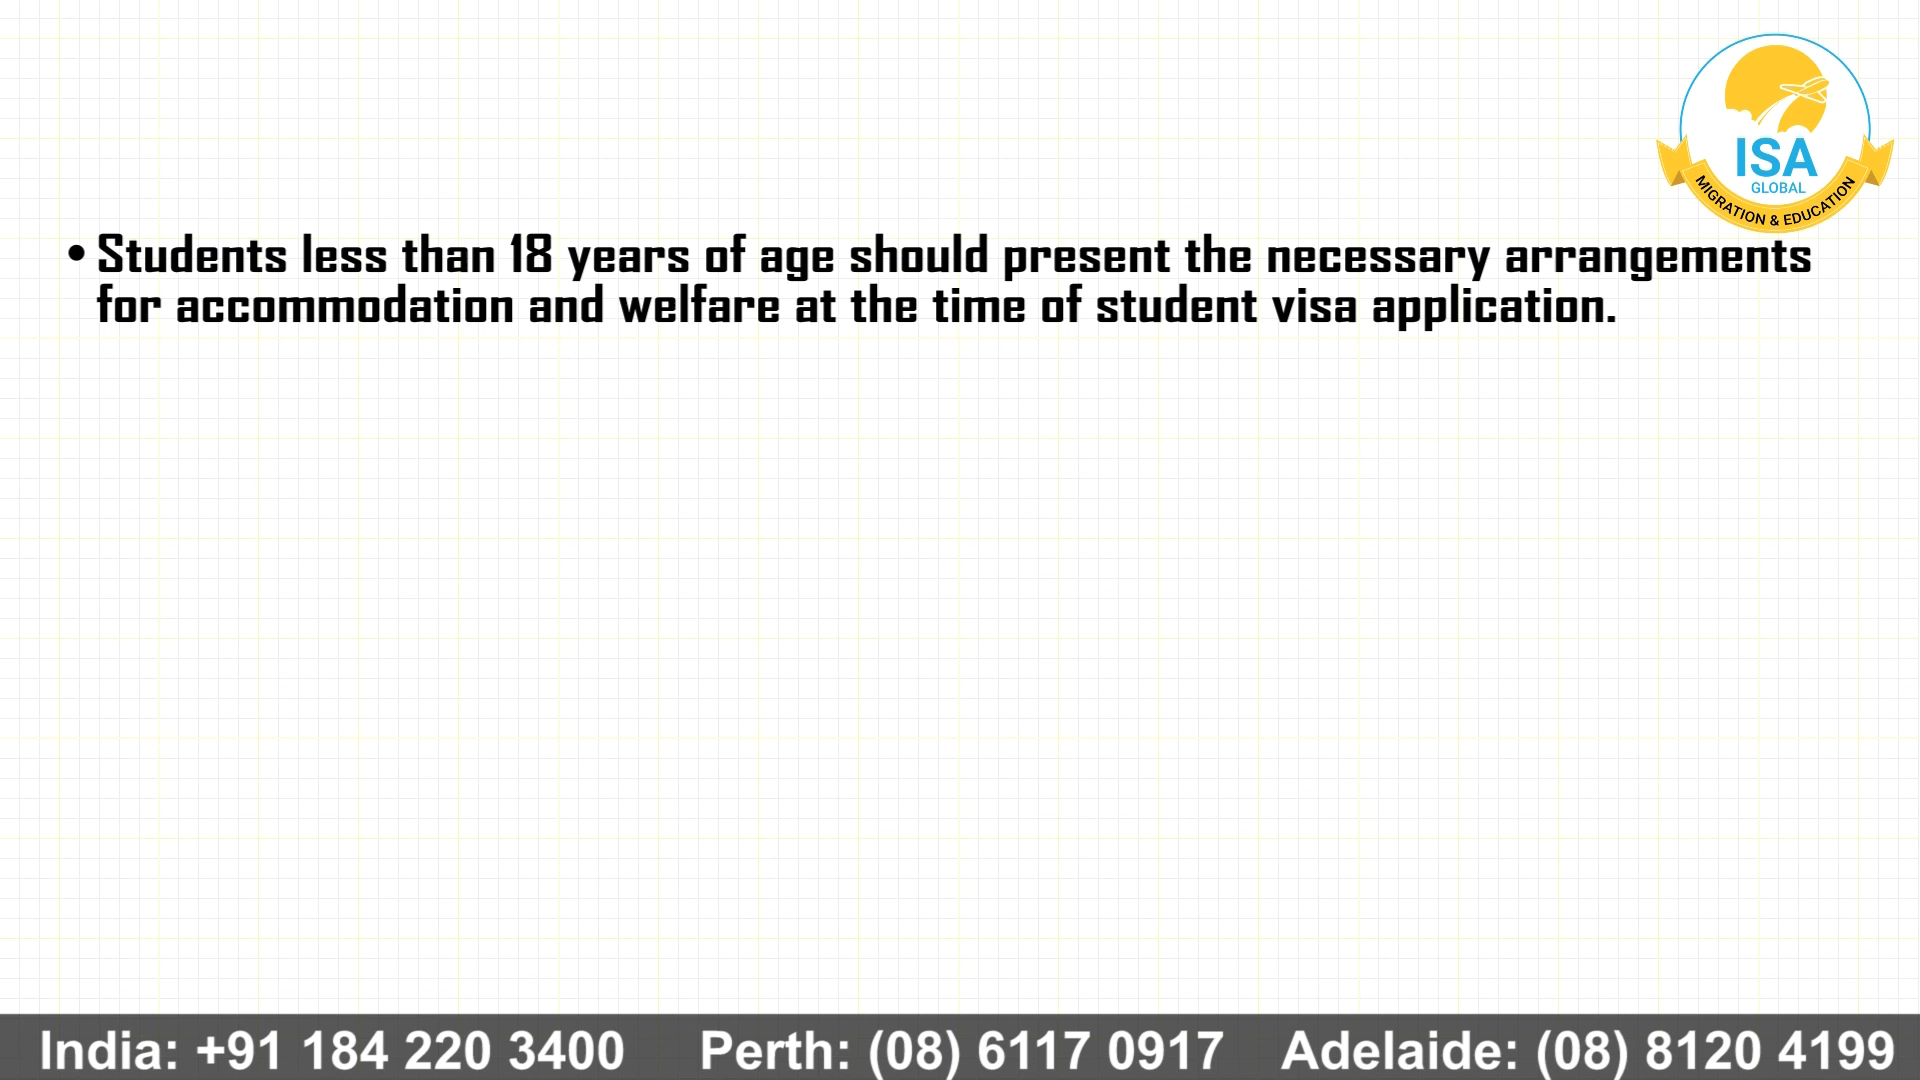 ISA
GLOBAL
MIGRATION & EDUCATION
• Students less than 18 years of age should present the necessary arrangements
for accommodation and welfare at the time of student visa application.
India: +91 184 220 3400 Perth: (08) 6117 0917 Adelaide: (08) 8120 4199